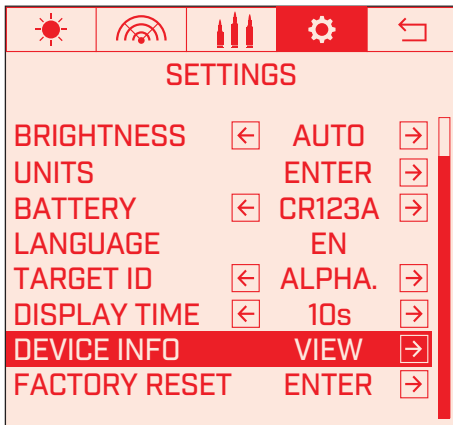 SETTINGS
BRIGHTNESS AUTO
UNITS ENTER
BATTERY CR123A
LANGUAGE EN
TARGET ID ALPHA.
DISPLAY TIME 10s
DEVICE INFO VIEW
FACTORY RESET ENTER